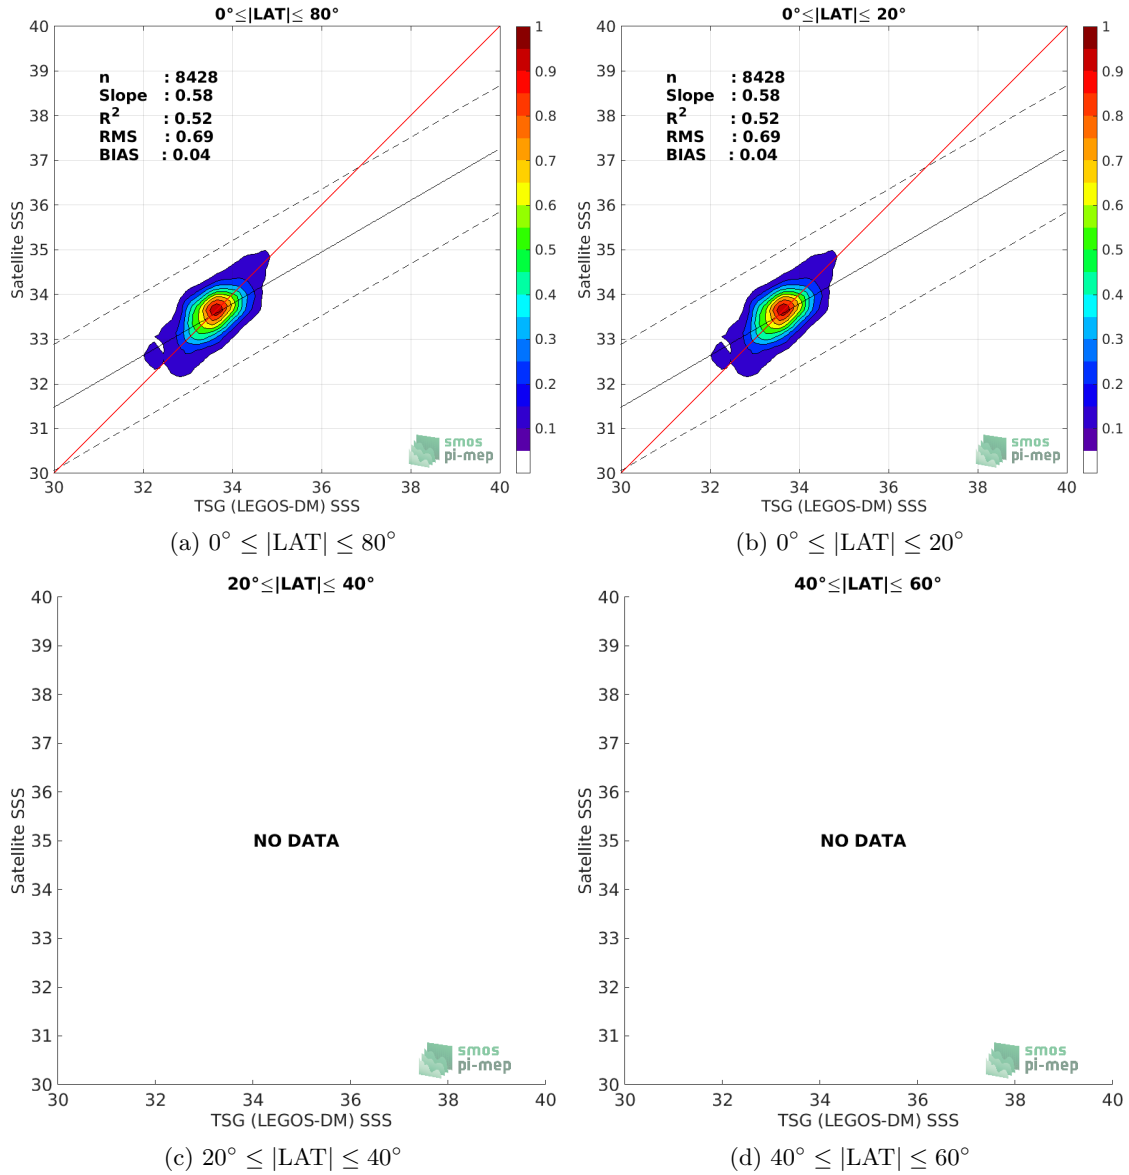 0°≤|LAT|≤ 80°
40
39
38
37
36
35
34
33
32
31
30
Satellite SSS
n : 8428
Slope : 0.58
R² : 0.52
RMS : 0.69
BIAS : 0.04
1
0.9
0.8
0.7
0.6
0.5
0.4
0.3
0.2
0.1
smos
pi-mep
30 32 34 36 38 40
TSG (LEGOS-DM) SSS
(a) 0° ≤ |LAT| ≤ 80°
0°≤|LAT|≤ 20°
40
39
38
37
36
35
34
33
32
31
30
Satellite SSS
n : 8428
Slope : 0.58
R² : 0.52
RMS : 0.69
BIAS : 0.04
1
0.9
0.8
0.7
0.6
0.5
0.4
0.3
0.2
0.1
smos
pi-mep
30 32 34 36 38 40
TSG (LEGOS-DM) SSS
(b) 0° ≤ |LAT| ≤ 20°
20°≤|LAT|≤ 40°
40
39
38
37
36
35
34
33
32
31
30
Satellite SSS
NO DATA
smos
pi-mep
30 32 34 36 38 40
TSG (LEGOS-DM) SSS
(c) 20° ≤ |LAT| ≤ 40°
40°≤|LAT|≤ 60°
40
39
38
37
36
35
34
33
32
31
30
Satellite SSS
NO DATA
smos
pi-mep
30 32 34 36 38 40
TSG (LEGOS-DM) SSS
(d) 40° ≤ |LAT| ≤ 60°